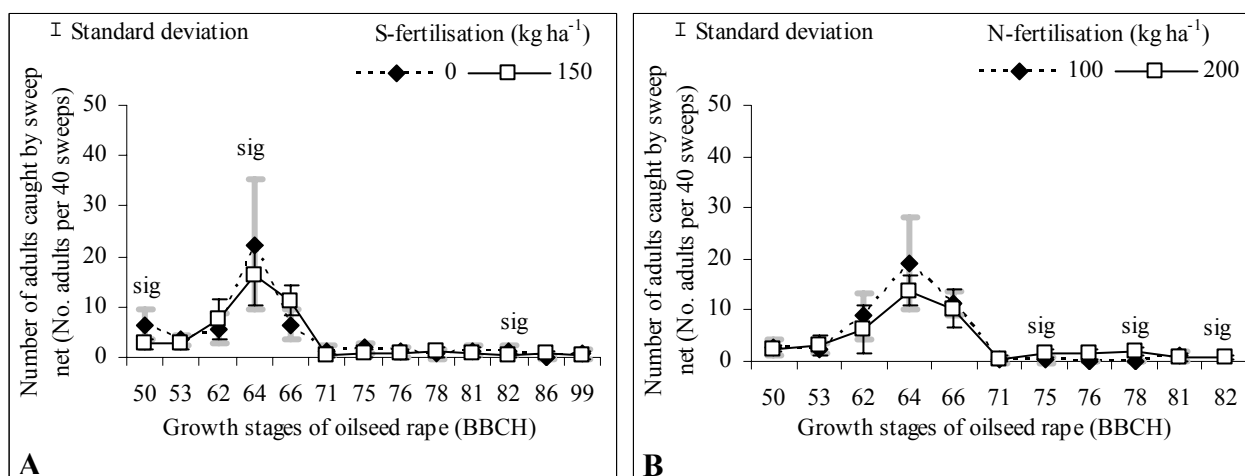 Standard deviation
S-fertilisation (kg ha-1)
0 150
Number of adults caught by sweep
net (No. adults per 40 sweeps)
50
40
30
20
10
0
sig
sig
sig
50 53 62 64 66 71 75 76 78 81 82 86 99
Growth stages of oilseed rape (BBCH)
A
Standard deviation
N-fertilisation (kg ha-1)
100 200
Number of adults caught by sweep
net (No. adults per 40 sweeps)
50
40
30
20
10
0
sig
sig
sig
50 53 62 64 66 71 75 76 78 81 82
Growth stages of oilseed rape (BBCH)
B